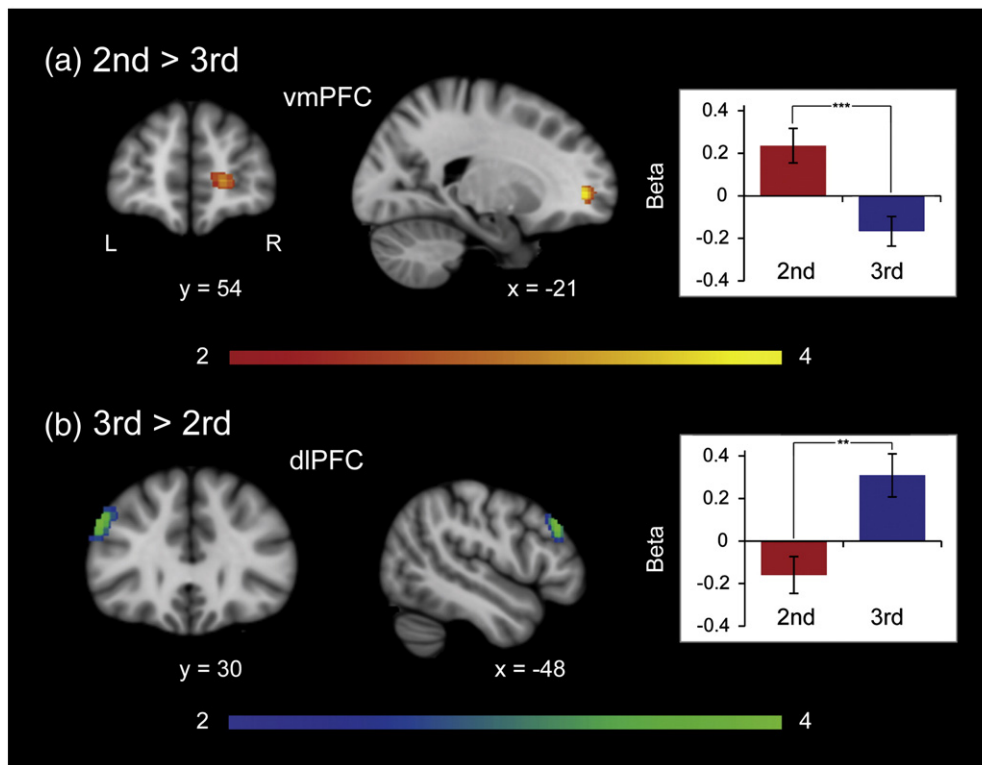 (a) 2nd > 3rd
vmPFC
L
R
y = 54
x = -21
Beta
0.4
0.2
0
-0.2
-0.4
***
2nd
3rd
2
4
(b) 3rd > 2rd
dlPFC
y = 30
x = -48
Beta
0.4
0.2
0
-0.2
-0.4
**
2nd
3rd
2
4